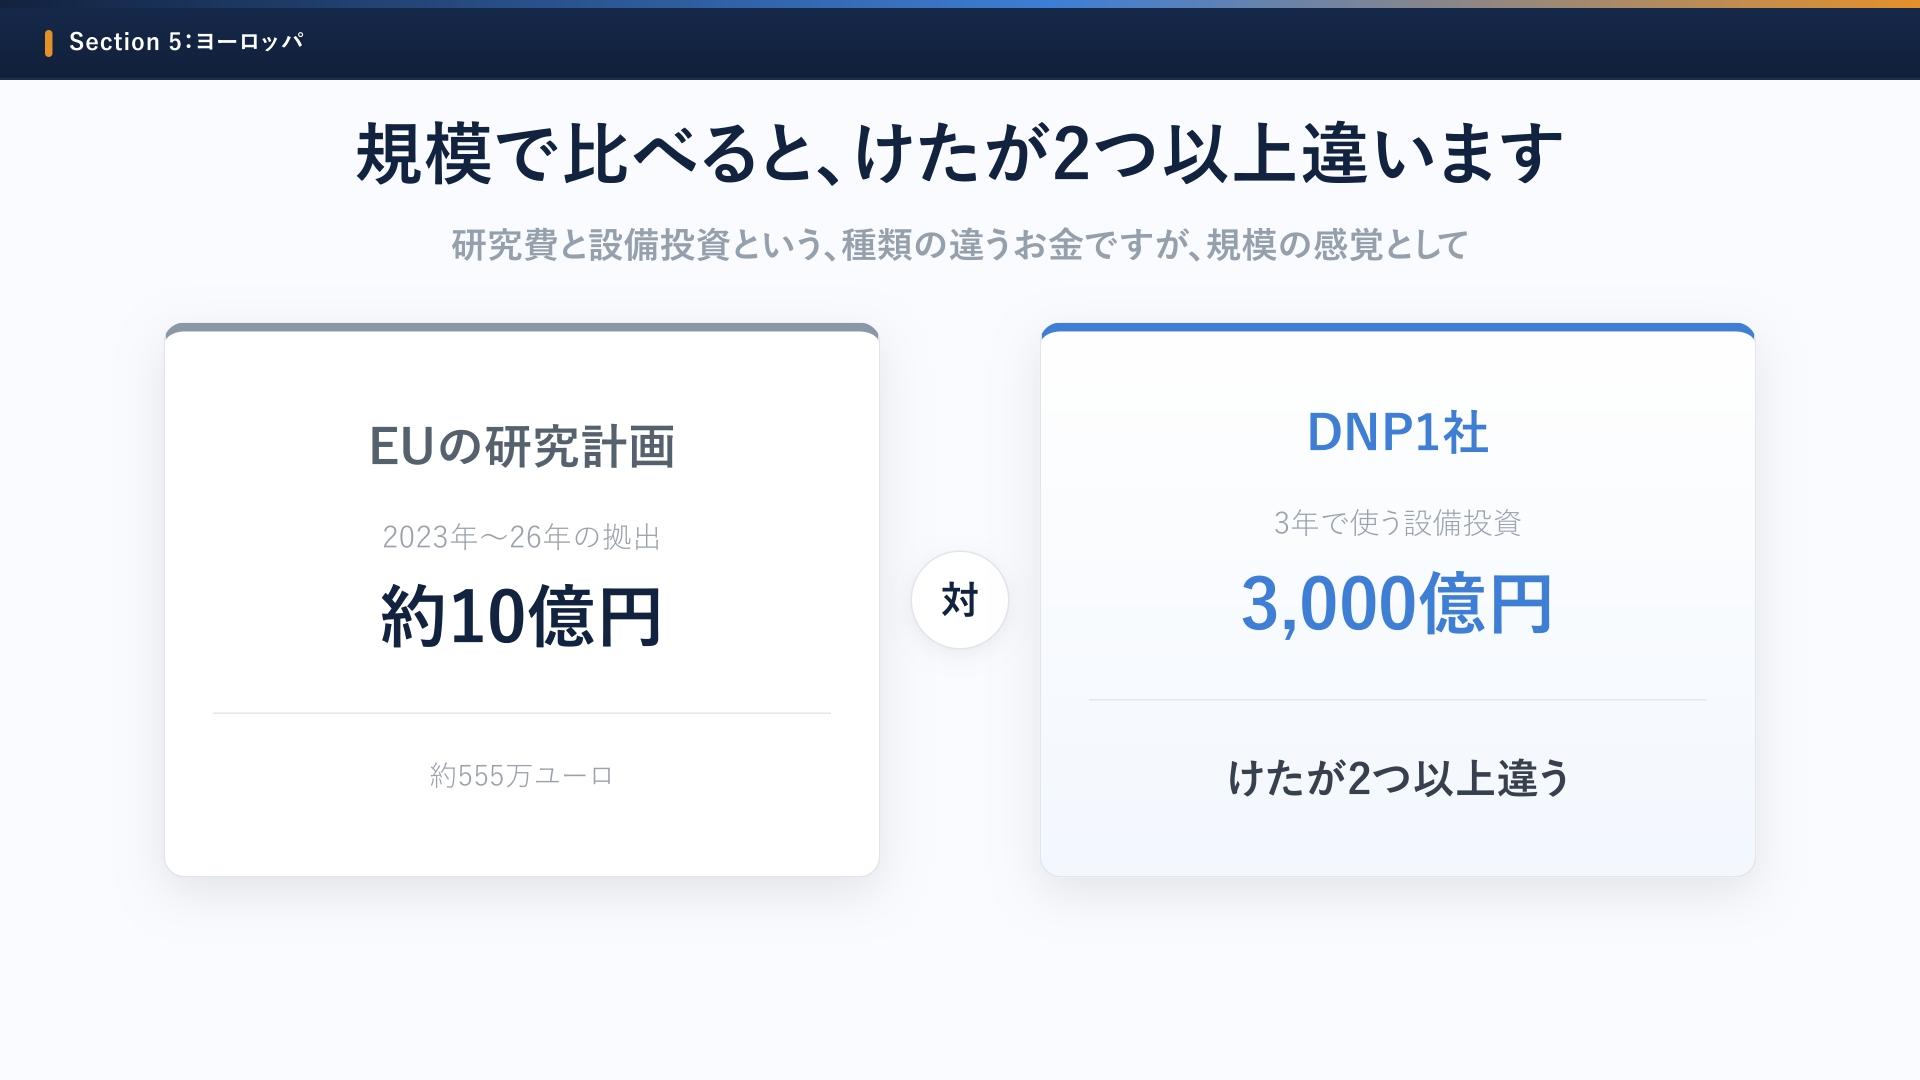 Section 5：ヨーロッパ
規模で比べると、けたが2つ以上違います
研究費と設備投資という、種類の違うお金ですが、規模の感覚として
EUの研究計画
2023年〜26年の拠出
約10億円
約555万ユーロ
対
DNP1社
3年で使う設備投資
3,000億円
けたが2つ以上違う